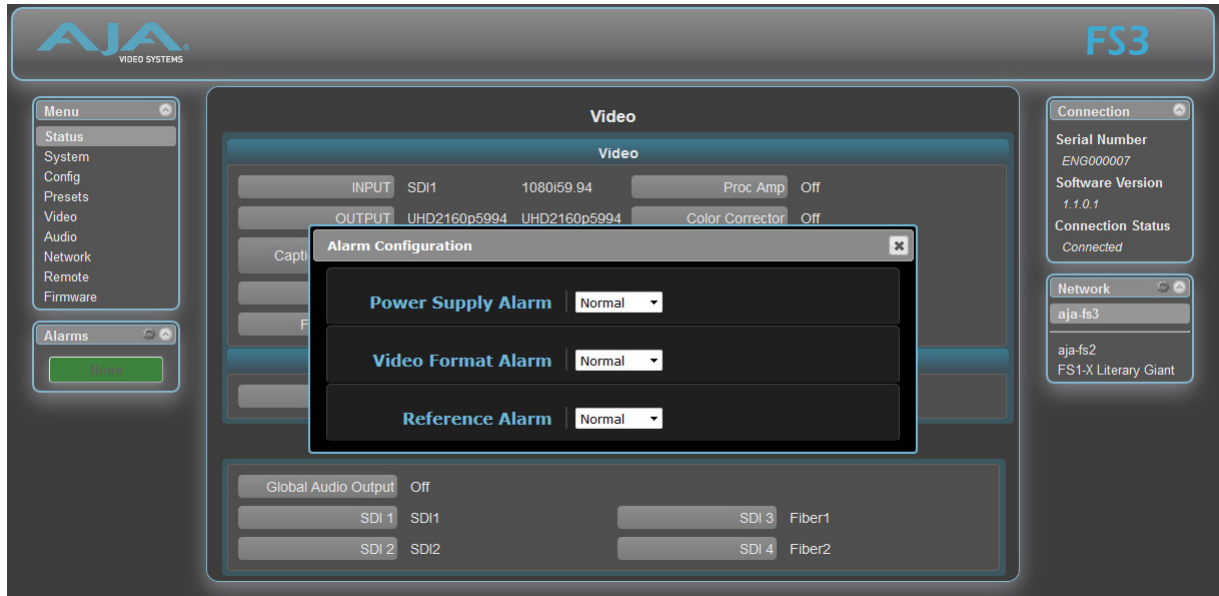 AJA
VIDEO SYSTEMS
FS3
Menu
Status
System
Config
Presets
Video
Audio
Network
Remote
Firmware
Alarms
None
Video
Video
INPUT SDI1 1080i59.94 Proc Amp Off
OUTPUT UHD2160p5994 UHD2160p5994 Color Corrector Off
Alarm Configuration
Power Supply Alarm Normal
Video Format Alarm Normal
Reference Alarm Normal
Global Audio Output Off
SDI 1 SDI1 SDI 3 Fiber1
SDI 2 SDI2 SDI 4 Fiber2
Connection
Serial Number
ENG000007
Software Version
1.1.0.1
Connection Status
Connected
Network
aja-fs3
aja-fs2
FS1-X Literary Giant